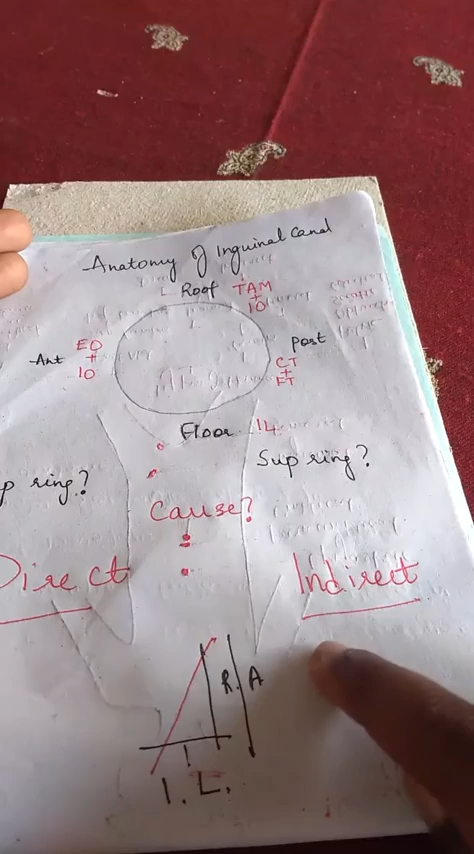 Anatomy of Inguinal Canal
Roof TAM
+
IO
Ant EO
+
IO
Post
CT
+
FT
Floor IL
p ring?
Sup ring?
Cause?
Direct
Indirect
R. A
I. L.